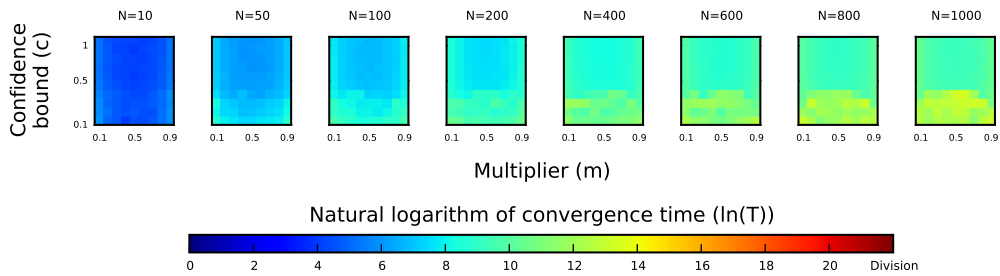 N=10 N=50 N=100 N=200 N=400 N=600 N=800 N=1000
Confidence
bound (c)
1
0.5
0.1
0.1 0.5 0.9 0.1 0.5 0.9 0.1 0.5 0.9 0.1 0.5 0.9 0.1 0.5 0.9 0.1 0.5 0.9 0.1 0.5 0.9 0.1 0.5 0.9
Multiplier (m)
Natural logarithm of convergence time (ln(T))
0 2 4 6 8 10 12 14 16 18 20 Division